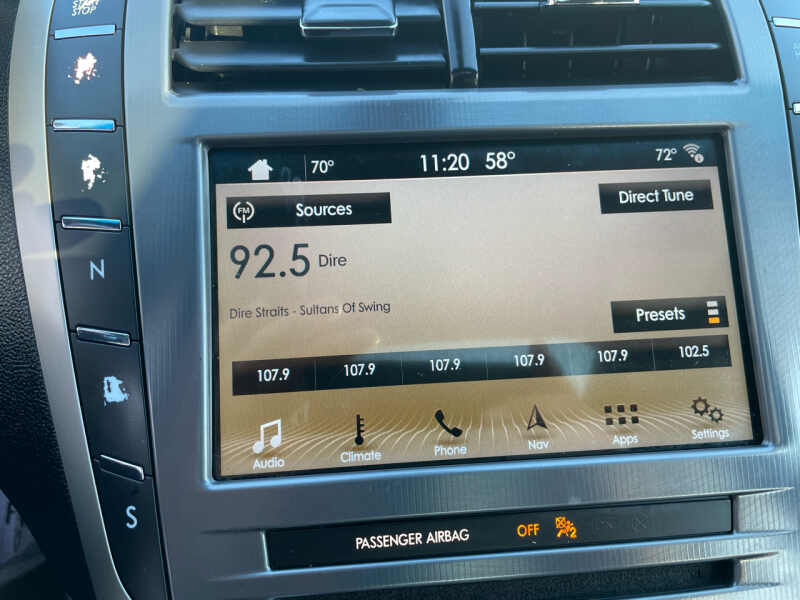 START
STOP
70° 11:20 58° 72°
FM Sources
Direct Tune
92.5 Dire
Dire Straits - Sultans Of Swing
Presets
107.9 107.9 107.9 107.9 107.9 102.5
Audio Climate Phone Nav Apps Settings
N
S
PASSENGER AIRBAG OFF 2